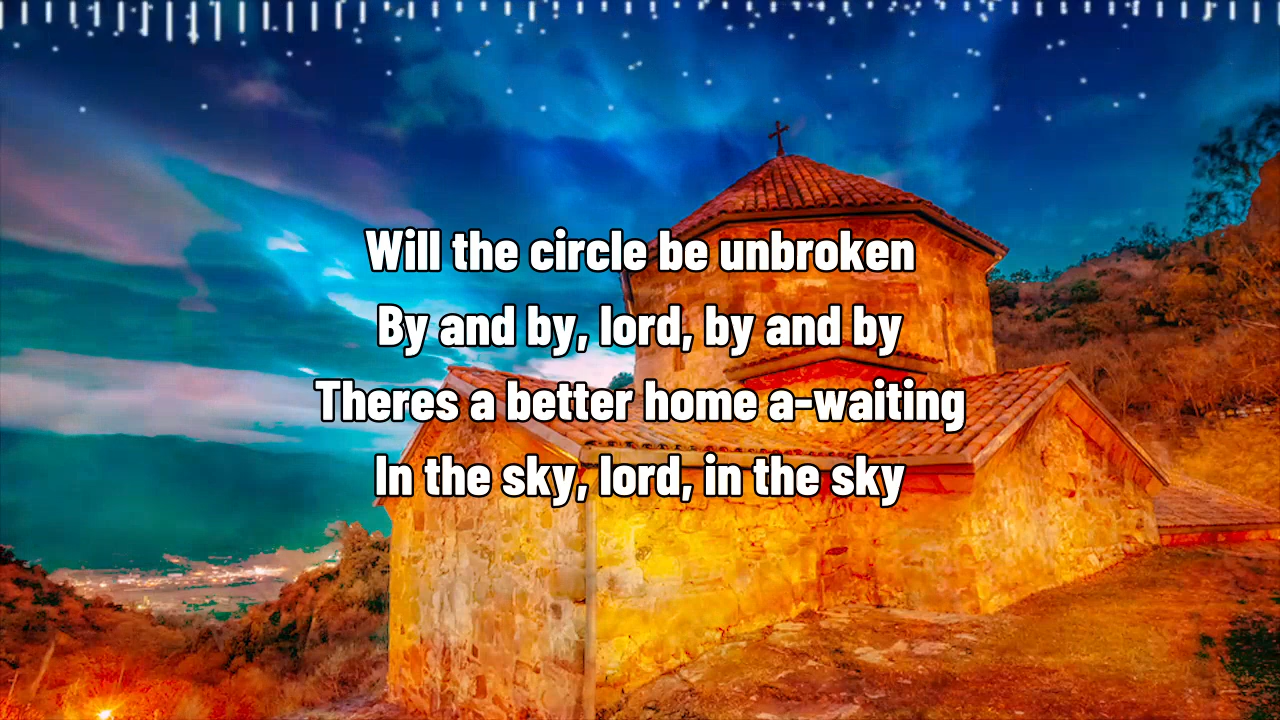 Will the circle be unbroken
By and by, lord, by and by
Theres a better home a-waiting
In the sky, lord, in the sky